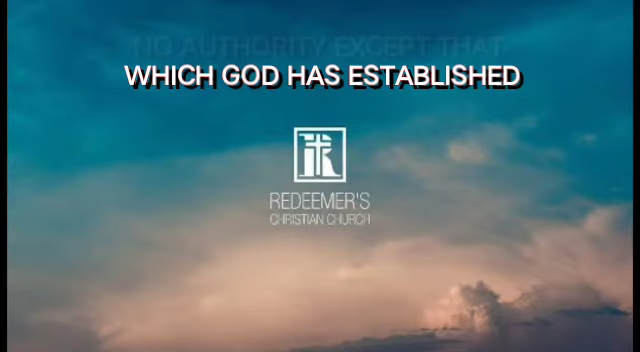 NO AUTHORITY EXCEPT THAT
WHICH GOD HAS ESTABLISHED
REDEEMER'S
CHRISTIAN CHURCH